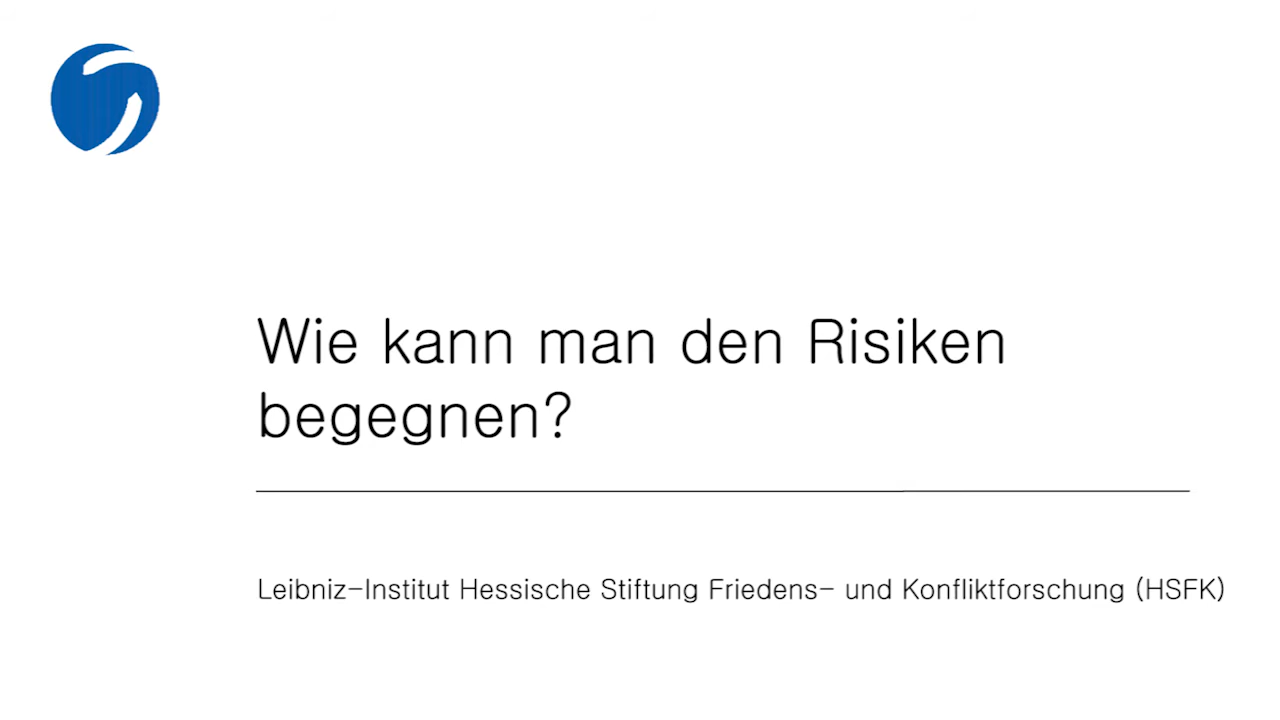 Wie kann man den Risiken
begegnen?
Leibniz-Institut Hessische Stiftung Friedens- und Konfliktforschung (HSFK)